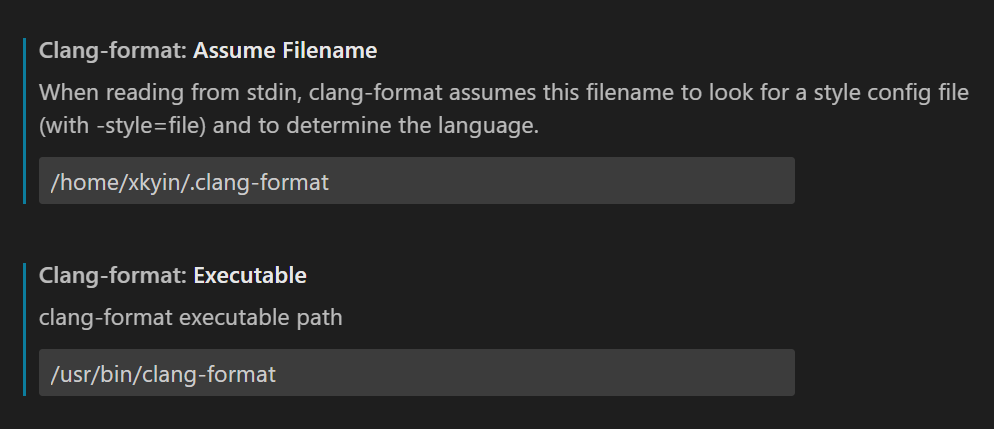 Clang-format: Assume Filename
When reading from stdin, clang-format assumes this filename to look for a style config file
(with -style=file) and to determine the language.
/home/xkyin/.clang-format
Clang-format: Executable
clang-format executable path
/usr/bin/clang-format